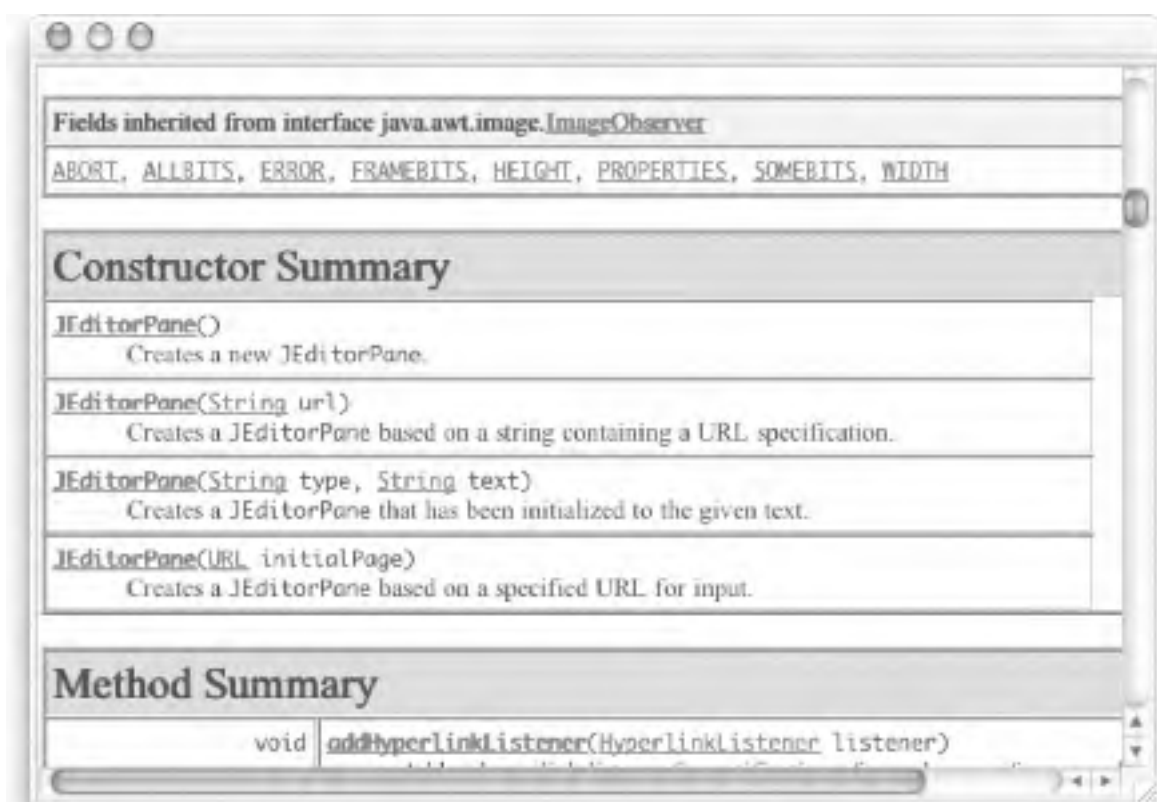 Fields inherited from interface java.awt.image.ImageObserver
ABORT, ALLBITS, ERROR, FRAMEBITS, HEIGHT, PROPERTIES, SOMEBITS, WIDTH
Constructor Summary
JEditorPane()
Creates a new JEditorPane.
JEditorPane(String url)
Creates a JEditorPane based on a string containing a URL specification.
JEditorPane(String type, String text)
Creates a JEditorPane that has been initialized to the given text.
JEditorPane(URL initialPage)
Creates a JEditorPane based on a specified URL for input.
Method Summary
void addHyperlinkListener(HyperlinkListener listener)